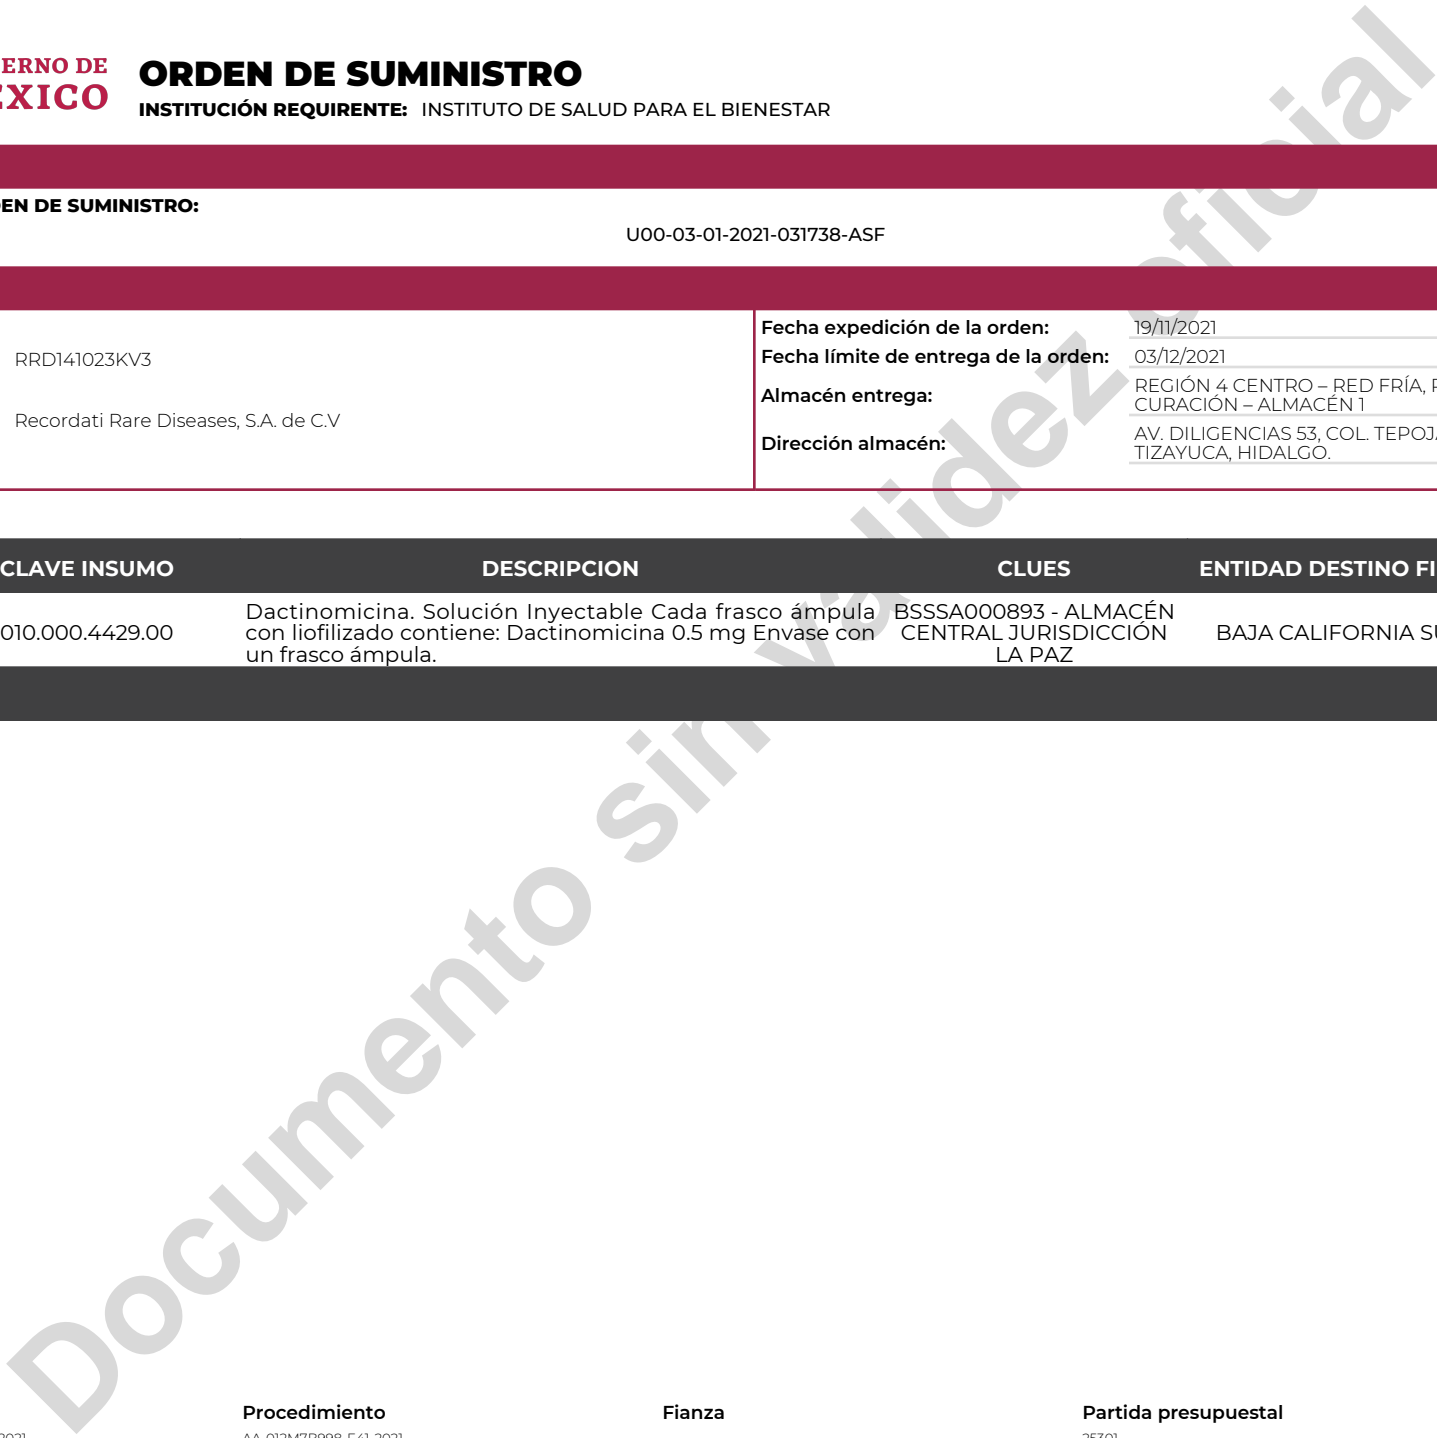 ERNO DE
EXICO
ORDEN DE SUMINISTRO
INSTITUCIÓN REQUIRENTE: INSTITUTO DE SALUD PARA EL BIENESTAR
EN DE SUMINISTRO:
U00-03-01-2021-031738-ASF
RRD141023KV3
Recordati Rare Diseases, S.A. de C.V
Fecha expedición de la orden: 19/11/2021
Fecha límite de entrega de la orden: 03/12/2021
Almacén entrega: REGIÓN 4 CENTRO – RED FRÍA,
CURACIÓN – ALMACÉN 1
Dirección almacén: AV. DILIGENCIAS 53, COL. TEPOJ
TIZAYUCA, HIDALGO.
CLAVE INSUMO DESCRIPCION CLUES ENTIDAD DESTINO FI
010.000.4429.00
Dactinomicina. Solución Inyectable Cada frasco ámpula
con liofilizado contiene: Dactinomicina 0.5 mg Envase con
un frasco ámpula.
BSSSA000893 - ALMACÉN
CENTRAL JURISDICCIÓN
LA PAZ
BAJA CALIFORNIA SU
Documento sin validez oficial
Procedimiento Fianza Partida presupuestal